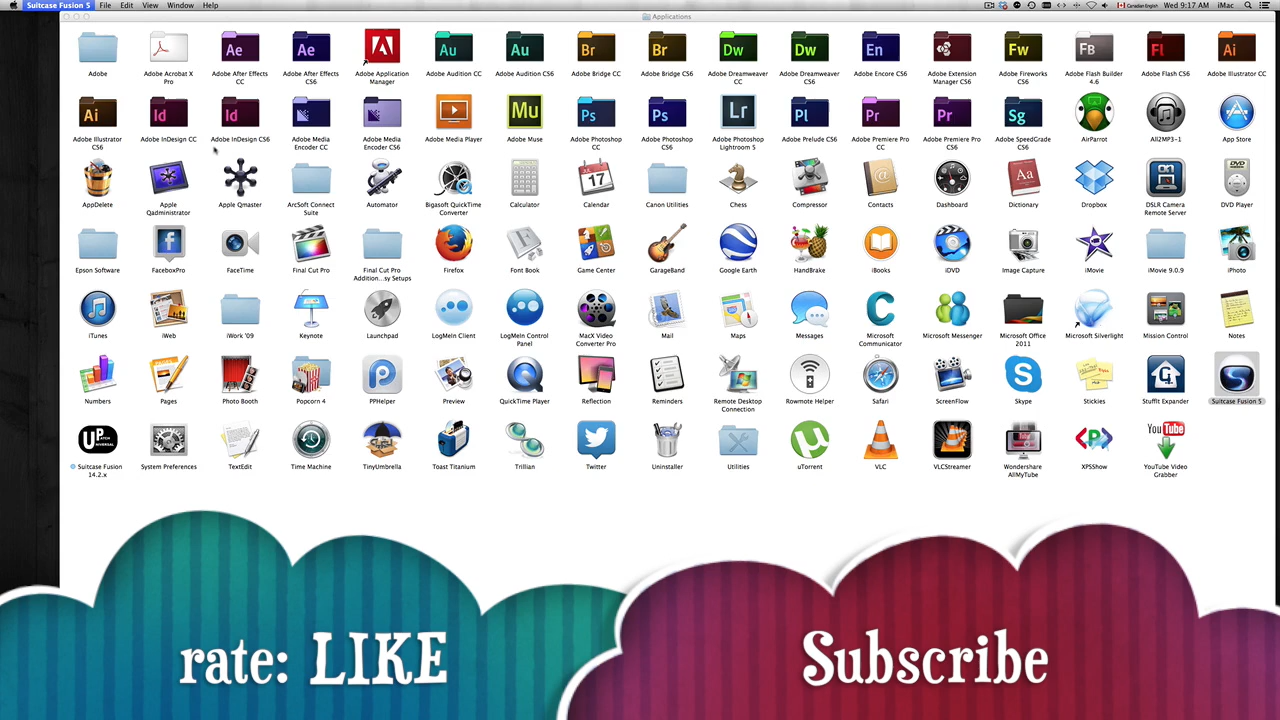 Suitcase Fusion 5 File Edit View Window Help Canadian English Wed 9:17 AM iMac
Applications
Adobe Adobe Acrobat X Pro Adobe After Effects CC Adobe After Effects CS6 Adobe Application Manager Adobe Audition CC Adobe Audition CS6 Adobe Bridge CC Adobe Bridge CS6 Adobe Dreamweaver CC Adobe Dreamweaver CS6 Adobe Encore CS6 Adobe Extension Manager CS6 Adobe Fireworks CS6 Adobe Flash Builder 4.6 Adobe Flash CS6 Adobe Illustrator CC
Adobe Illustrator CS6 Adobe InDesign CC Adobe InDesign CS6 Adobe Media Encoder CC Adobe Media Encoder CS6 Adobe Media Player Adobe Muse Adobe Photoshop CC Adobe Photoshop CS6 Adobe Photoshop Lightroom 5 Adobe Prelude CS6 Adobe Premiere Pro CC Adobe Premiere Pro CS6 Adobe SpeedGrade CS6 AirParrot All2MP3-1 App Store
AppDelete Apple Qadministrator Apple Qmaster ArcSoft Connect Suite Automator Bigasoft QuickTime Converter Calculator Calendar Canon Utilities Chess Compressor Contacts Dashboard Dictionary Dropbox DSLR Camera Remote Server DVD Player
Epson Software FaceboxPro FaceTime Final Cut Pro Final Cut Pro Addition...sy Setups Firefox Font Book Game Center GarageBand Google Earth HandBrake iBooks iDVD Image Capture iMovie iMovie 9.0.9 iPhoto
iTunes iWeb iWork '09 Keynote Launchpad LogMeIn Client LogMeIn Control Panel MacX Video Converter Pro Mail Maps Messages Microsoft Communicator Microsoft Messenger Microsoft Office 2011 Microsoft Silverlight Mission Control Notes
Numbers Pages Photo Booth Popcorn 4 PPHelper Preview QuickTime Player Reflection Reminders Remote Desktop Connection Rowmote Helper Safari ScreenFlow Skype Stickies StuffIt Expander Suitcase Fusion 5
Suitcase Fusion 14.2.x System Preferences TextEdit Time Machine TinyUmbrella Toast Titanium Trillian Twitter Uninstaller Utilities uTorrent VLC VLCStreamer Wondershare AllMyTube XPSShow YouTube Video Grabber
rate: LIKE
Subscribe